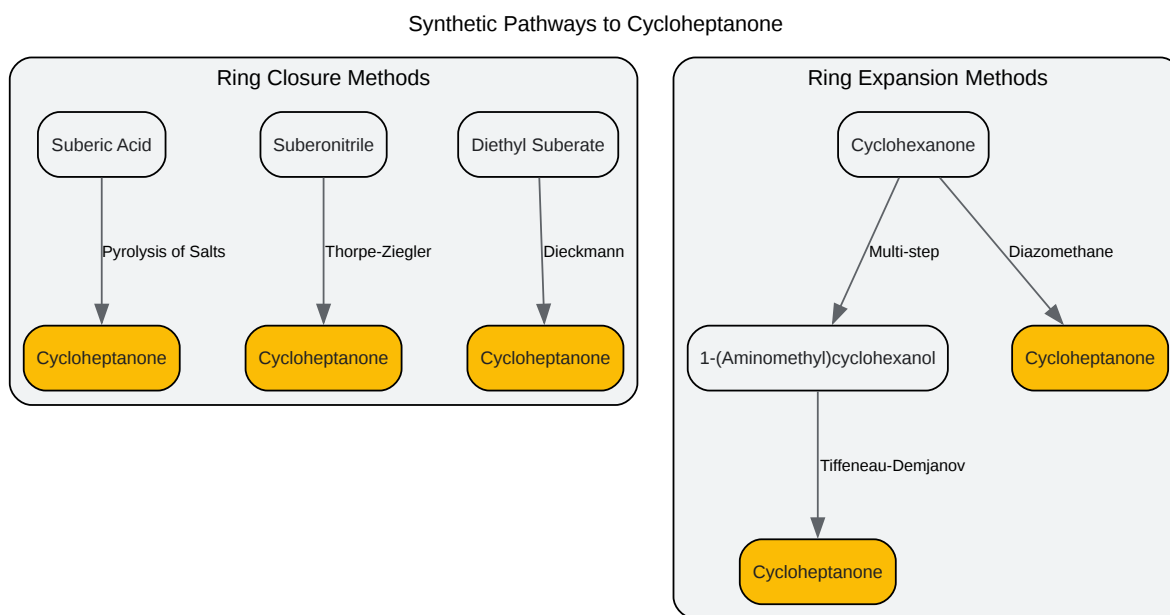 Synthetic Pathways to Cycloheptanone
Ring Closure Methods
Suberic Acid
Suberonitrile
Diethyl Suberate
Pyrolysis of Salts
Thorpe-Ziegler
Dieckmann
Cycloheptanone
Cycloheptanone
Cycloheptanone
Ring Expansion Methods
Cyclohexanone
Multi-step
Diazomethane
1-(Aminomethyl)cyclohexanol
Cycloheptanone
Tiffeneau-Demjanov
Cycloheptanone